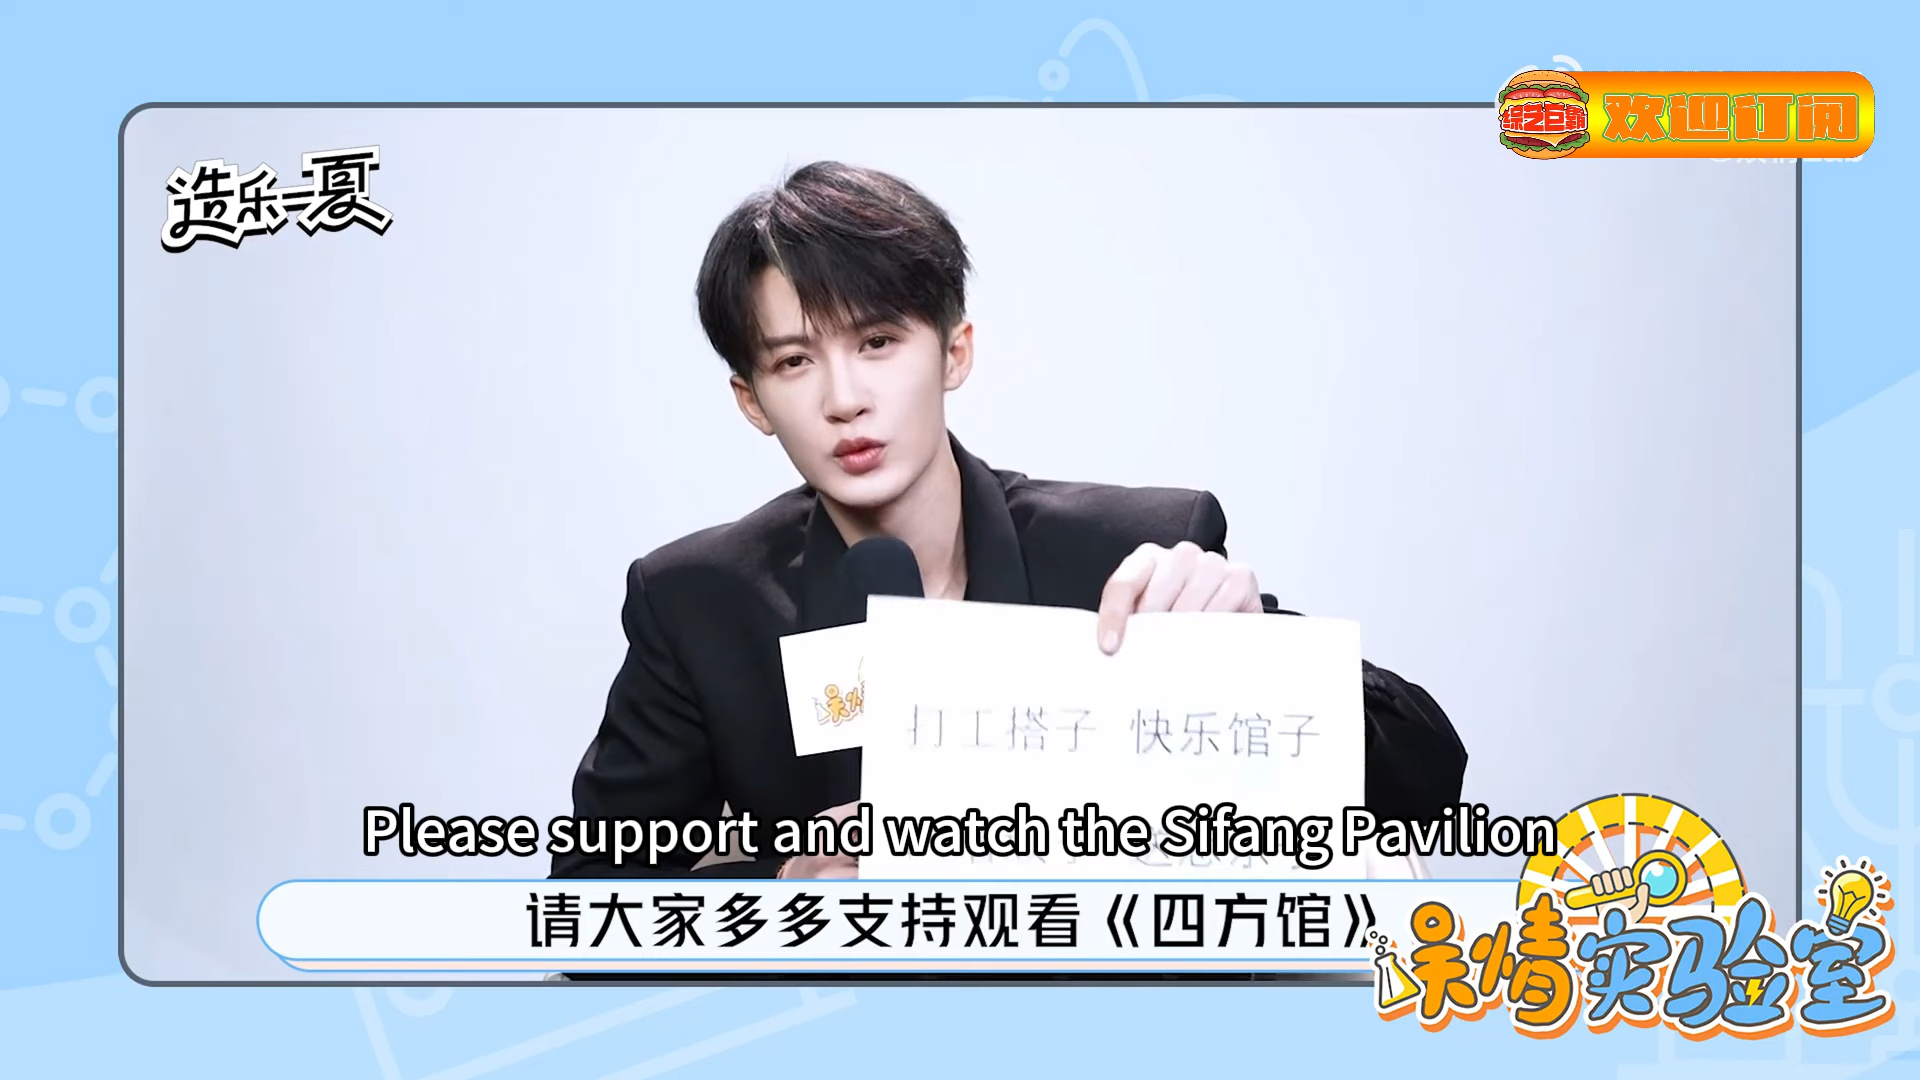 综艺巨霸 欢迎订阅
造乐一夏
打工搭子 快乐馆子
Please support and watch the Sifang Pavilion
请大家多多支持观看《四方馆》
误情实验室